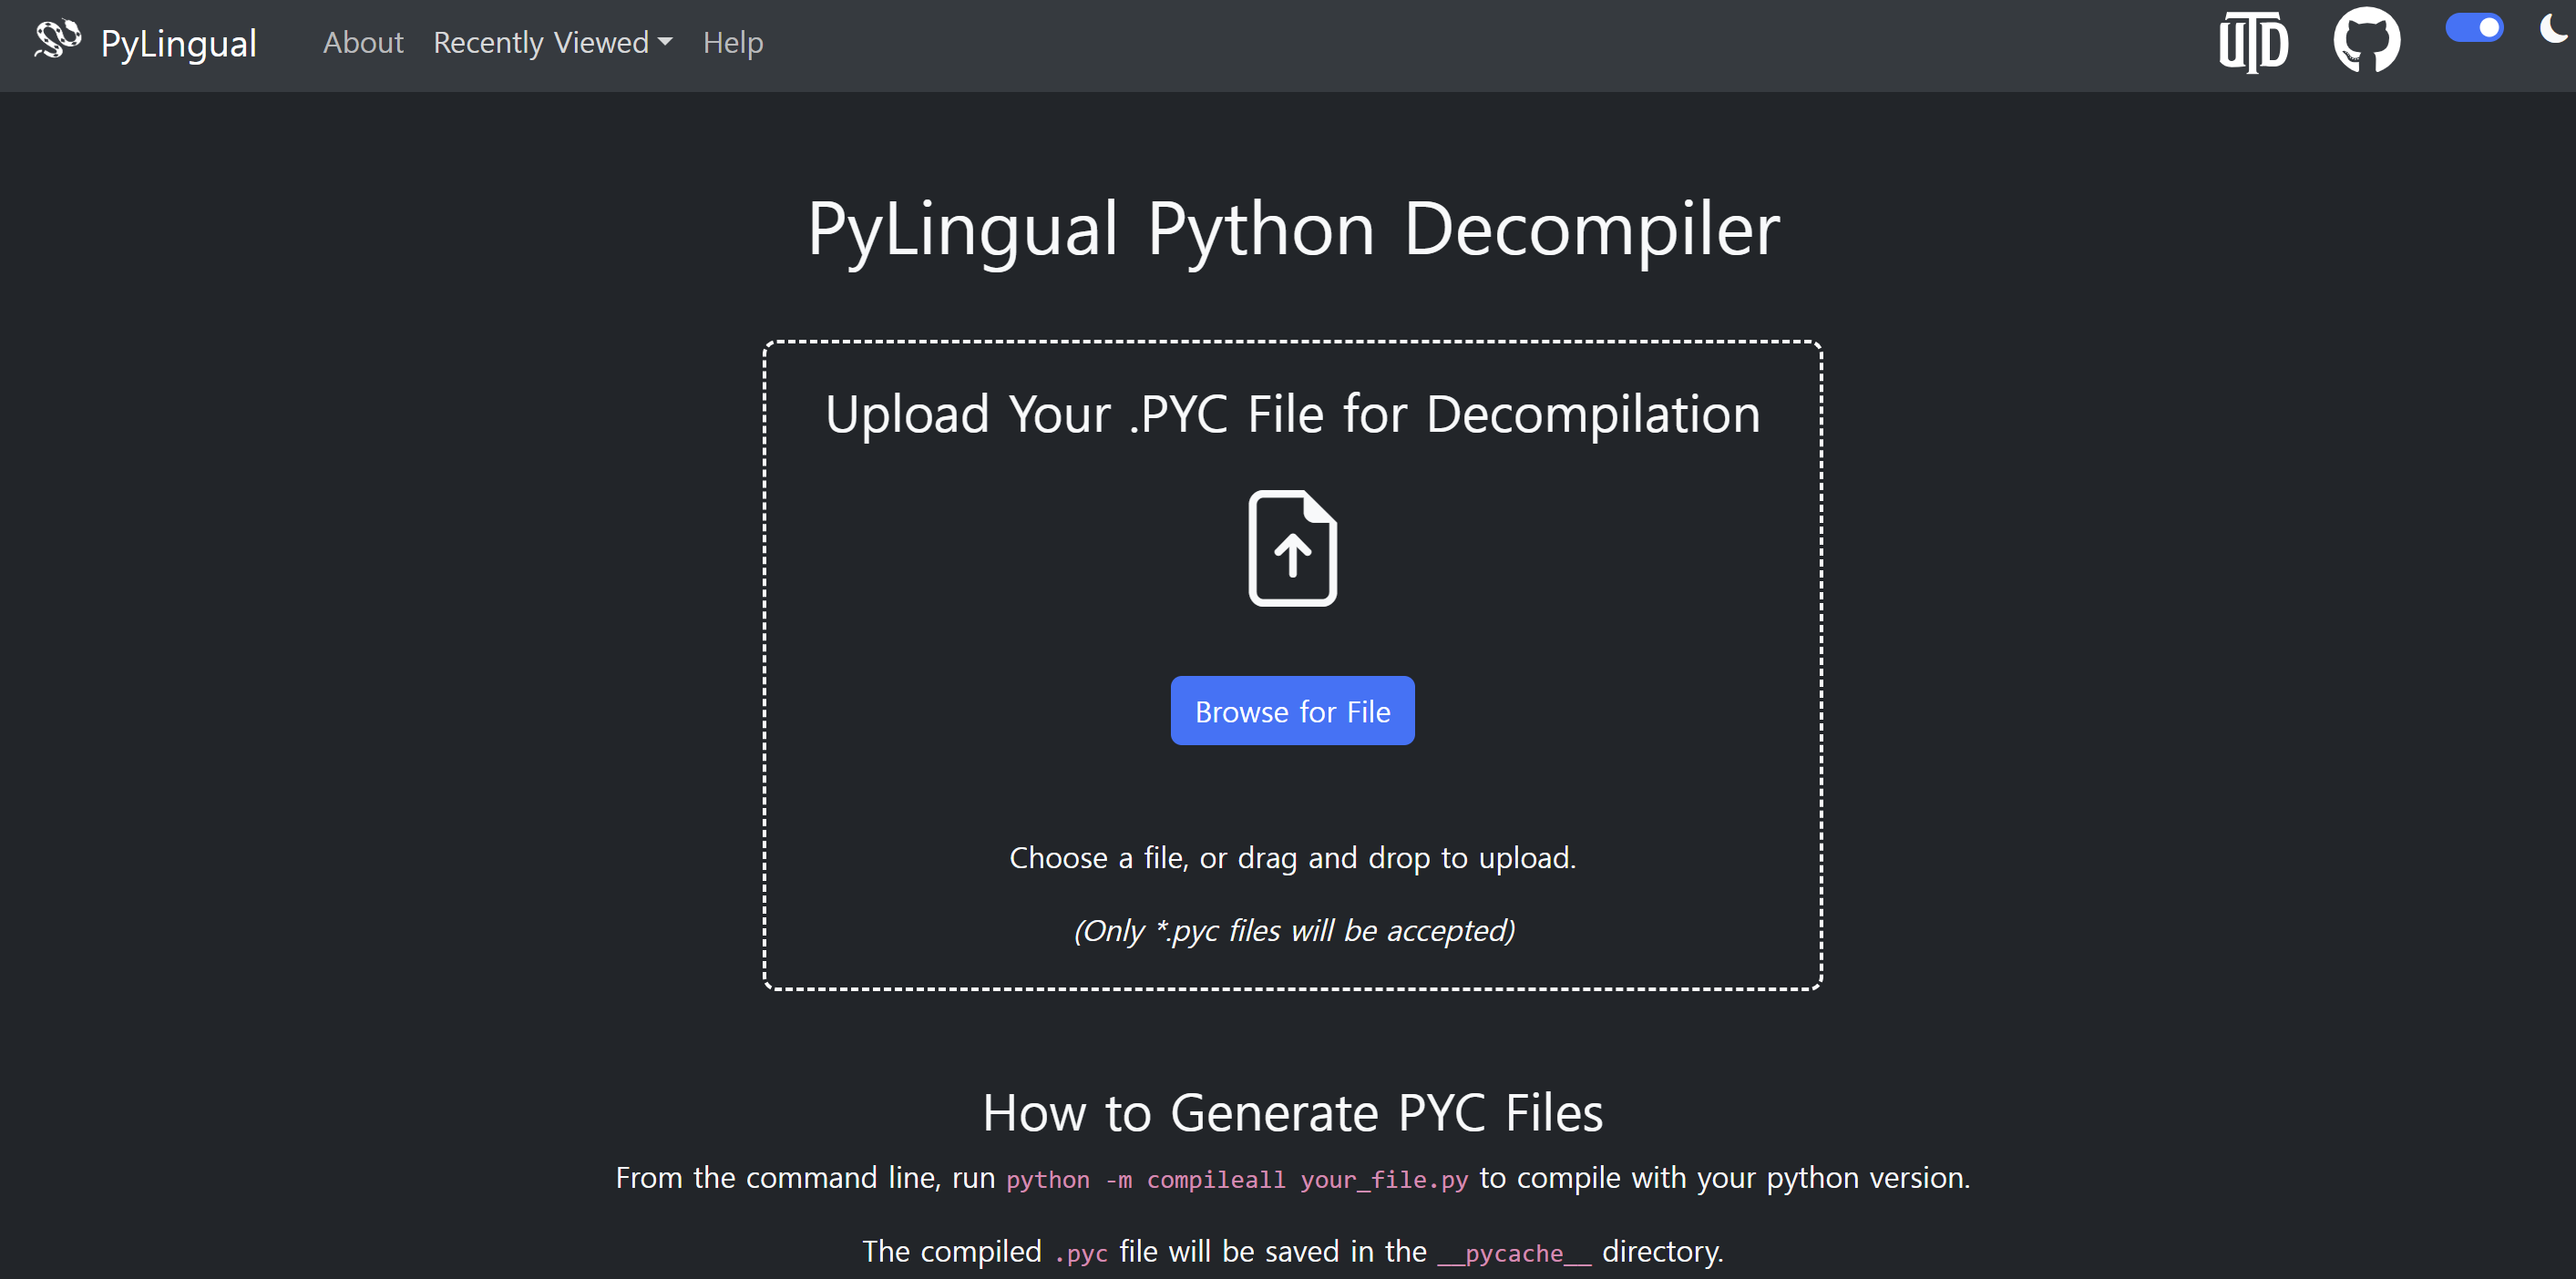 PyLingual About Recently Viewed Help UTD
PyLingual Python Decompiler
Upload Your .PYC File for Decompilation
Browse for File
Choose a file, or drag and drop to upload.
(Only *.pyc files will be accepted)
How to Generate PYC Files
From the command line, run python -m compileall your_file.py to compile with your python version.
The compiled .pyc file will be saved in the __pycache__ directory.